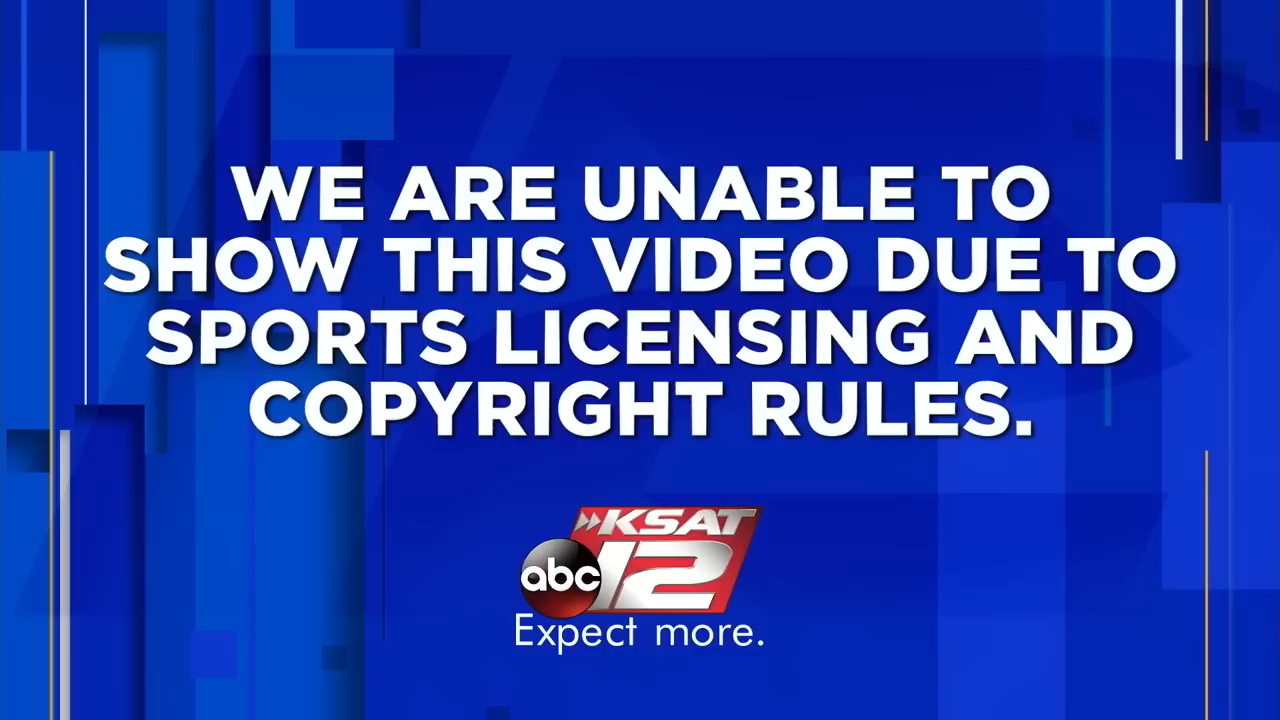 WE ARE UNABLE TO
SHOW THIS VIDEO DUE TO
SPORTS LICENSING AND
COPYRIGHT RULES.
KSAT
abc 12
Expect more.